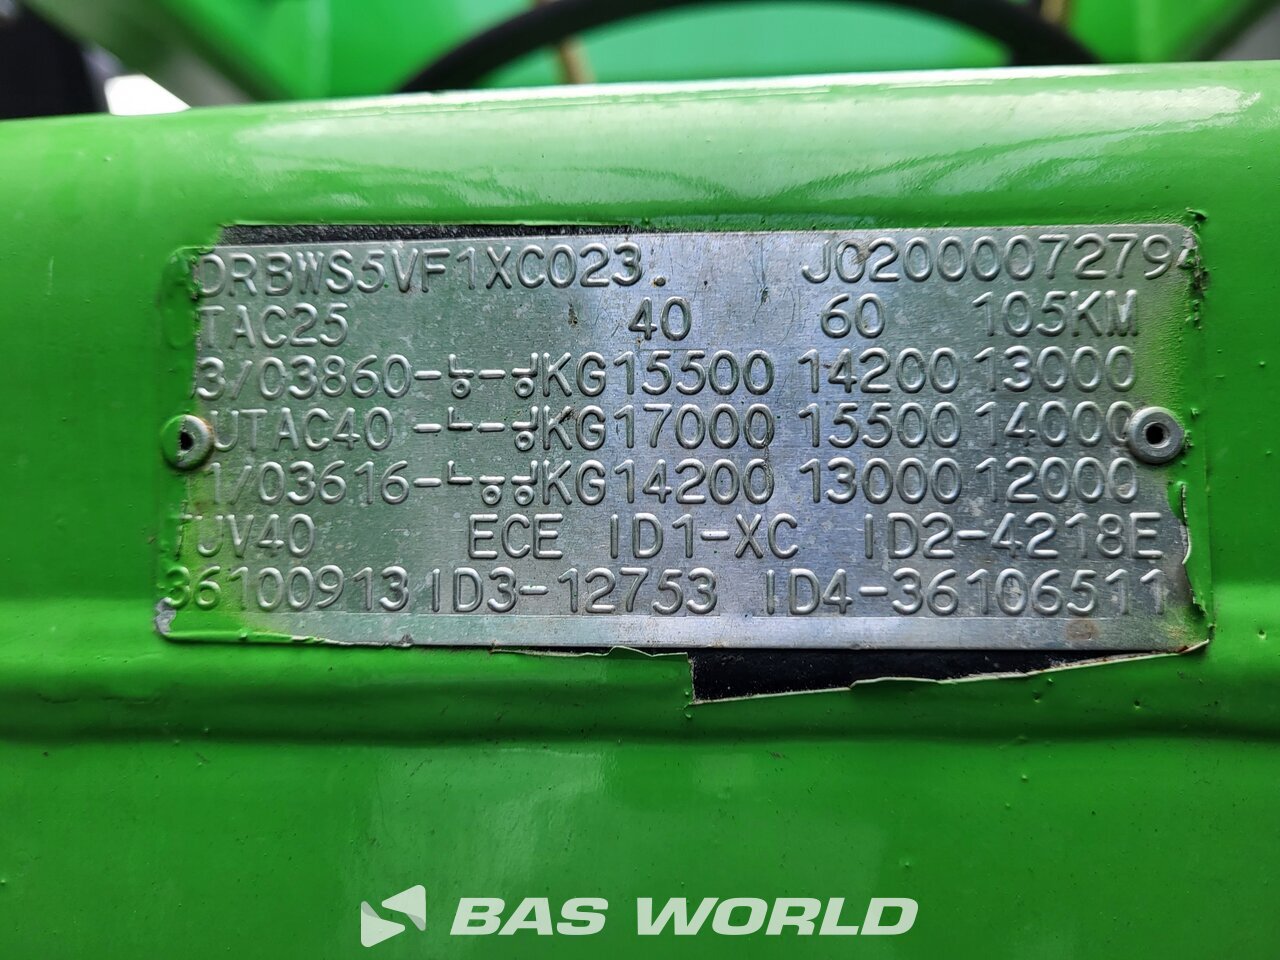 DRBWS5VF1XC023. J020000072794
TAC25 40 60 105KM
3/03860- - KG15500 14200 13000
UTAC40 - - KG17000 15500 14000
1/03616- KG14200 13000 12000
TUV40 ECE ID1-XC ID2-4218E
36100913 ID3-12753 ID4-36106511
BAS WORLD